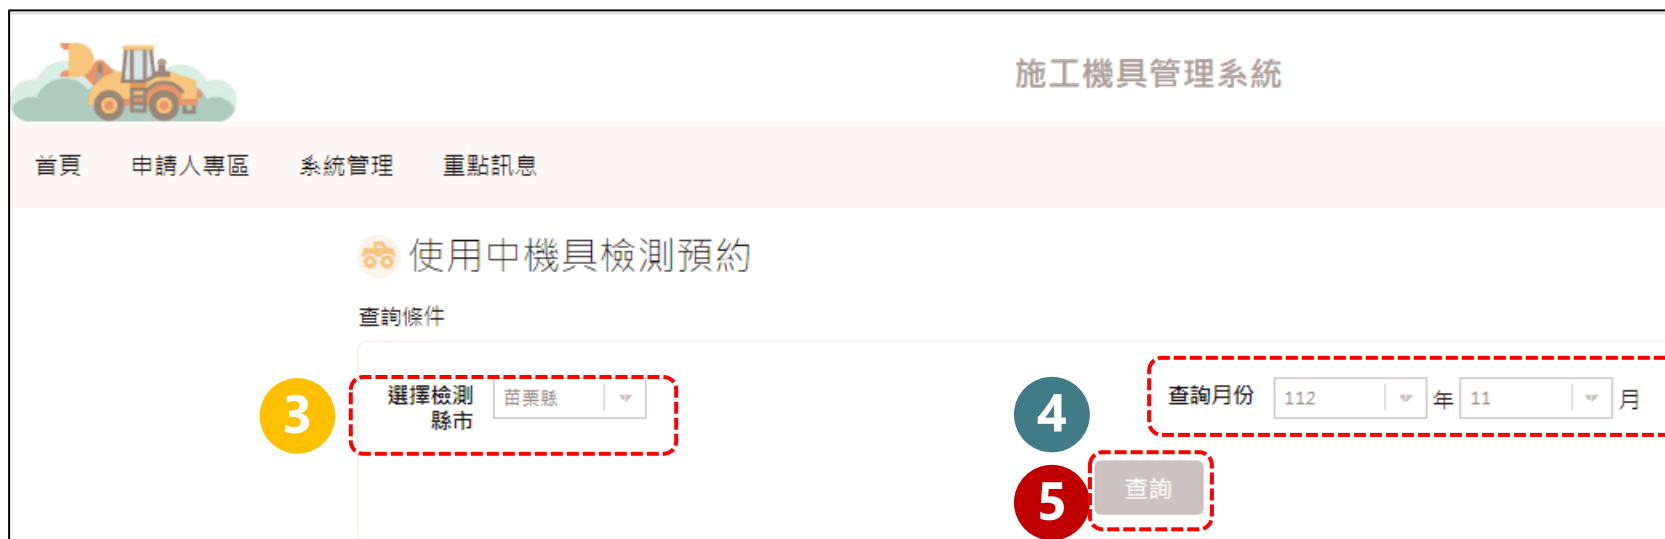 施工機具管理系統
首頁 申請人專區 系統管理 重點訊息
使用中機具檢測預約
查詢條件
3 選擇檢測縣市 苗栗縣 4 查詢月份 112 年 11 月
5 查詢